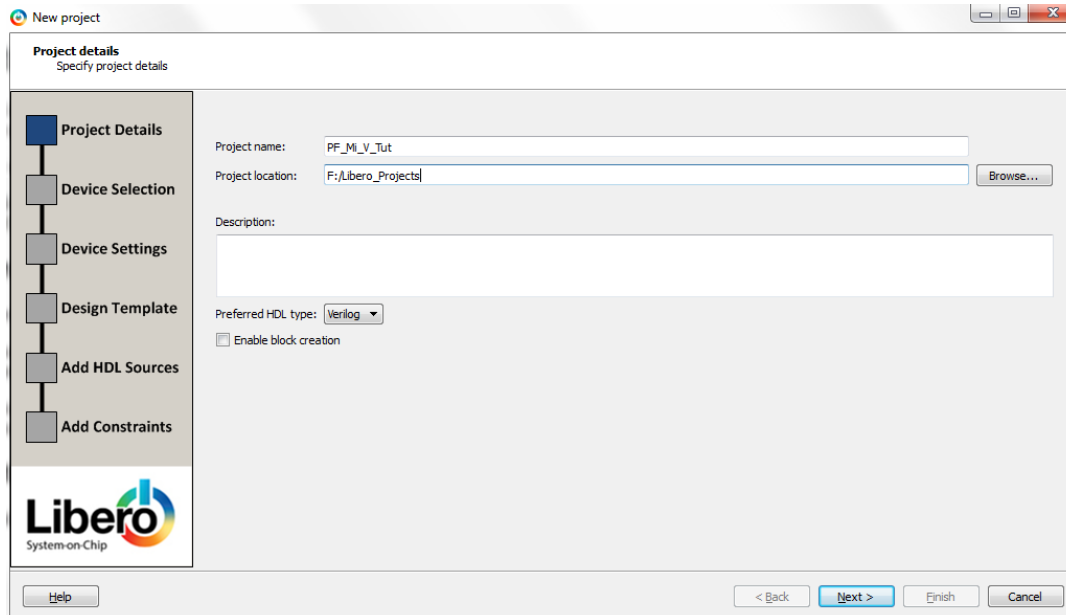 New project
Project details
Specify project details
Project Details
Device Selection
Device Settings
Design Template
Add HDL Sources
Add Constraints
Libero
System-on-Chip
Project name: PF_Mi_V_Tut
Project location: F:/Libero_Projects Browse...
Description:
Preferred HDL type: Verilog
Enable block creation
Help < Back Next > Finish Cancel